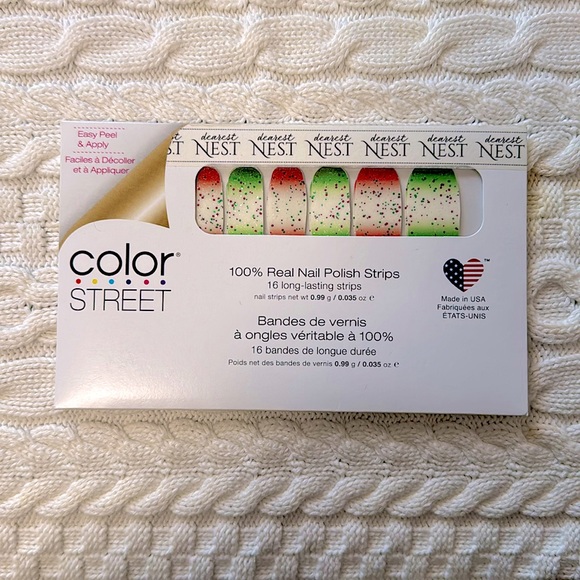 Easy Peel
& Apply
Faciles à Décoller
et à Appliquer
dearest dearest dearest dearest dearest
NEST NEST NEST NEST NEST NEST
color®
STREET
100% Real Nail Polish Strips
16 long-lasting strips
nail strips net wt 0.99 g / 0.035 oz ℮
Bandes de vernis
à ongles véritable à 100%
16 bandes de longue durée
Poids net des bandes de vernis 0.99 g / 0.035 oz ℮
™
Made in USA
Fabriquées aux
ÉTATS-UNIS